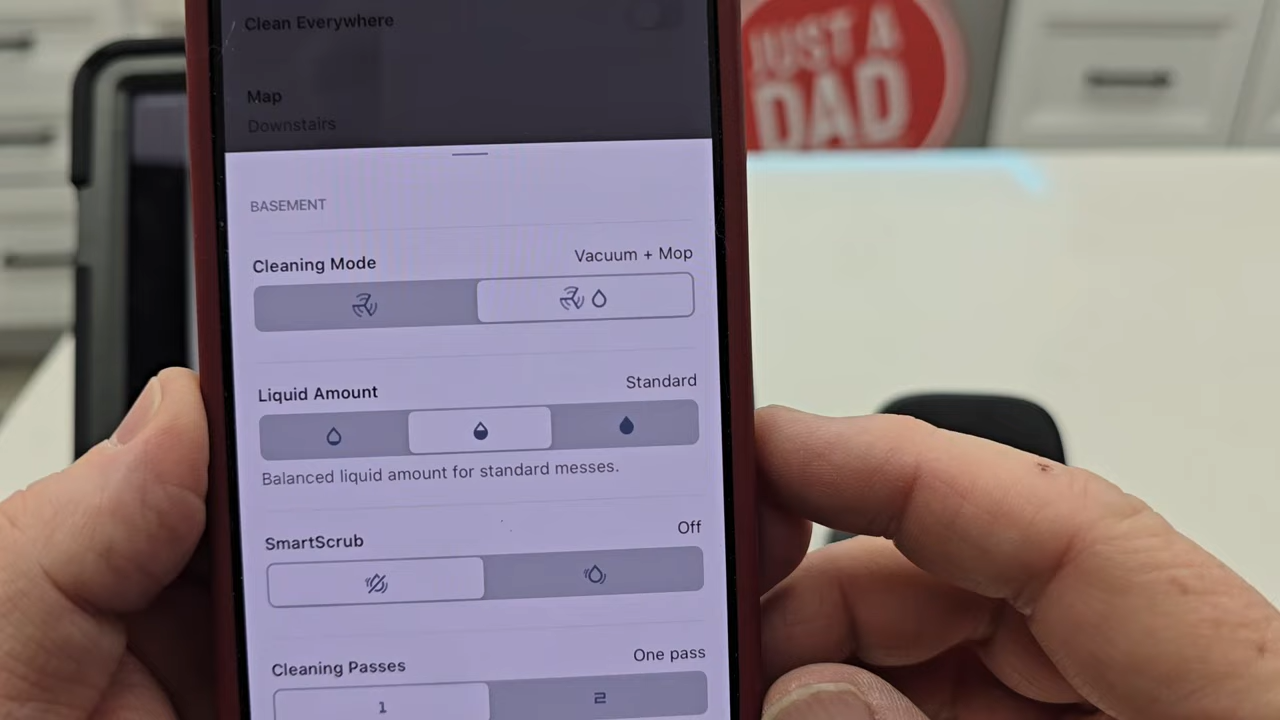 Clean Everywhere
Map
Downstairs
JUST A
DAD
BASEMENT
Cleaning Mode
Vacuum + Mop
Liquid Amount
Standard
Balanced liquid amount for standard messes.
SmartScrub
Off
Cleaning Passes
One pass
1
2